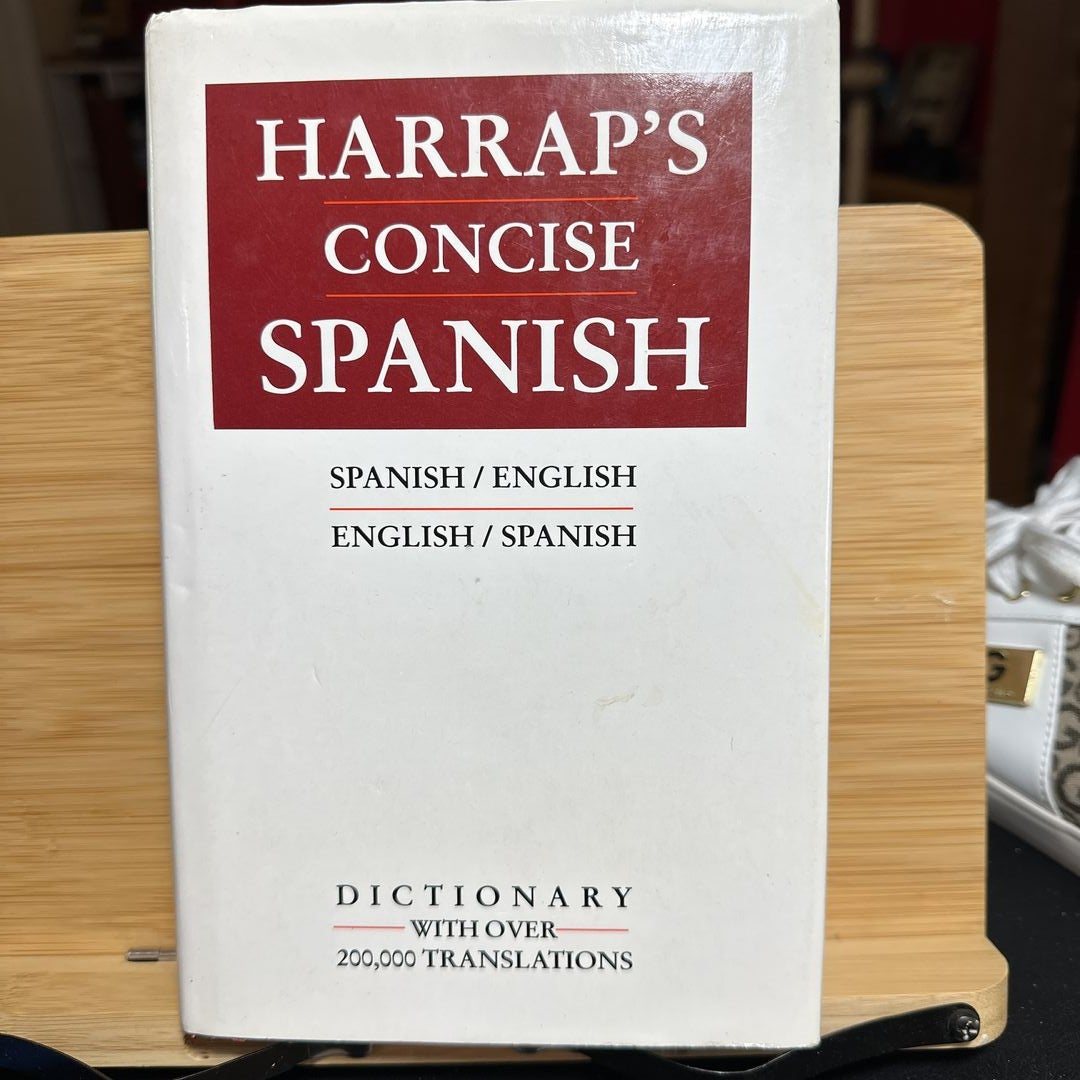 HARRAP'S
CONCISE
SPANISH
SPANISH / ENGLISH
ENGLISH / SPANISH
DICTIONARY
WITH OVER
200,000 TRANSLATIONS
G